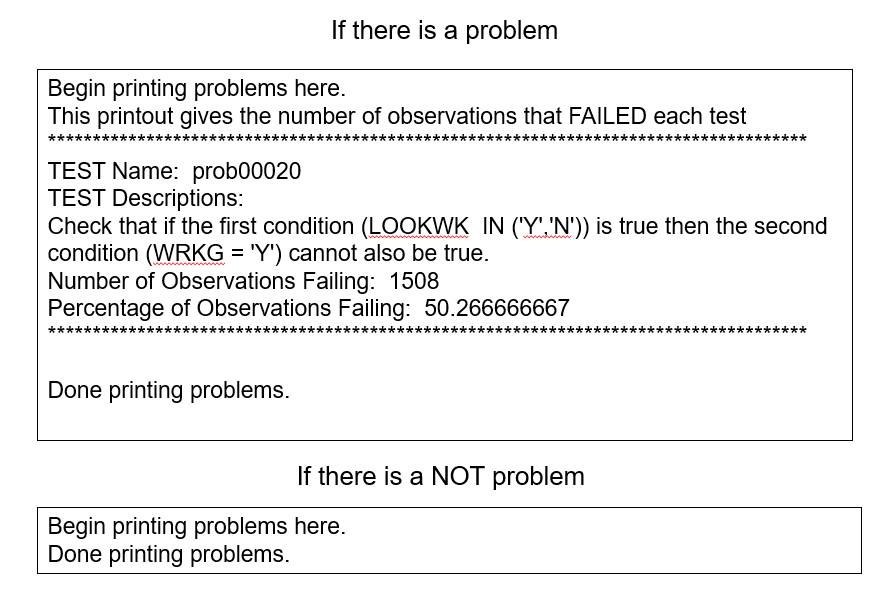 If there is a problem
Begin printing problems here.
This printout gives the number of observations that FAILED each test
*************************************************************************************
TEST Name:  prob00020
TEST Descriptions:
Check that if the first condition (LOOKWK  IN ('Y','N')) is true then the second
condition (WRKG = 'Y') cannot also be true.
Number of Observations Failing:  1508
Percentage of Observations Failing:  50.266666667
*************************************************************************************
Done printing problems.
If there is a NOT problem
Begin printing problems here.
Done printing problems.